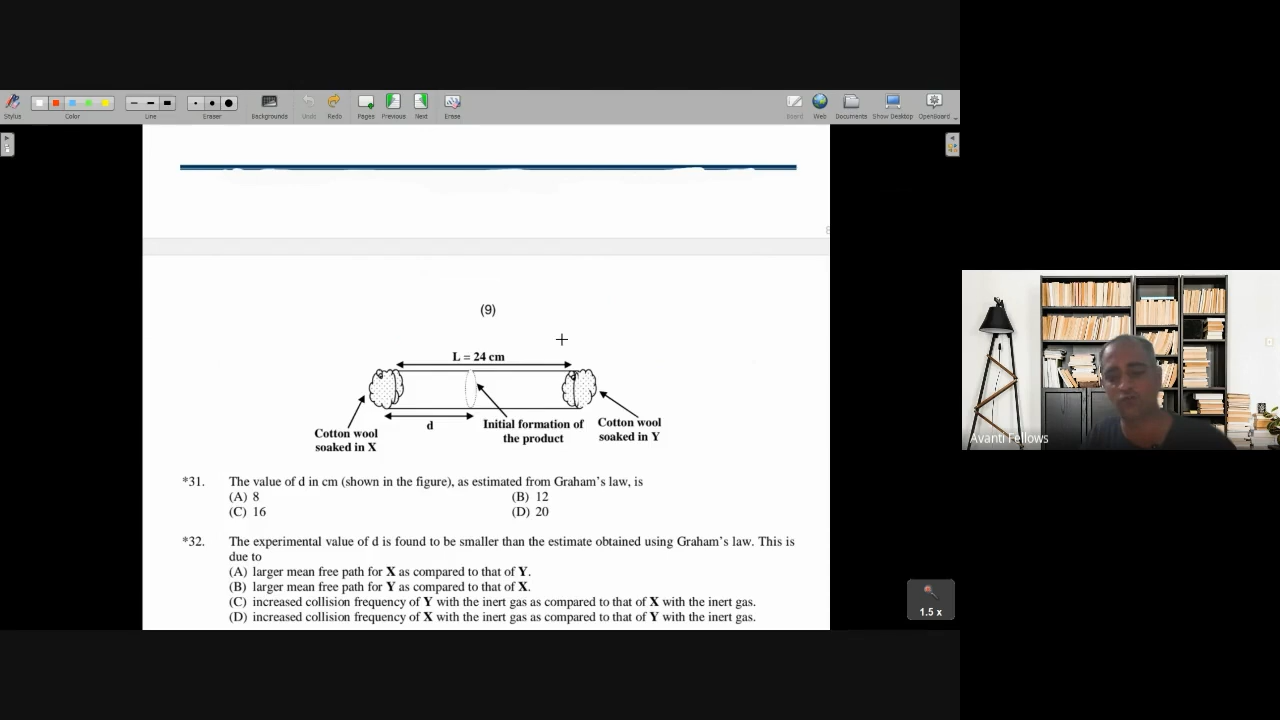 Stylus
Color
Line
Eraser
Backgrounds
Undo
Redo
Pages
Previous
Next
Erase
Board
Web
Documents
Show Desktop
OpenBoard
(9)
L = 24 cm
d
Initial formation of
the product
Cotton wool
soaked in X
Cotton wool
soaked in Y
*31. The value of d in cm (shown in the figure), as estimated from Graham's law, is
(A) 8 (B) 12
(C) 16 (D) 20
*32. The experimental value of d is found to be smaller than the estimate obtained using Graham's law. This is
due to
(A) larger mean free path for X as compared to that of Y.
(B) larger mean free path for Y as compared to that of X.
(C) increased collision frequency of Y with the inert gas as compared to that of X with the inert gas.
(D) increased collision frequency of X with the inert gas as compared to that of Y with the inert gas.
1.5 x
Avanti Fellows